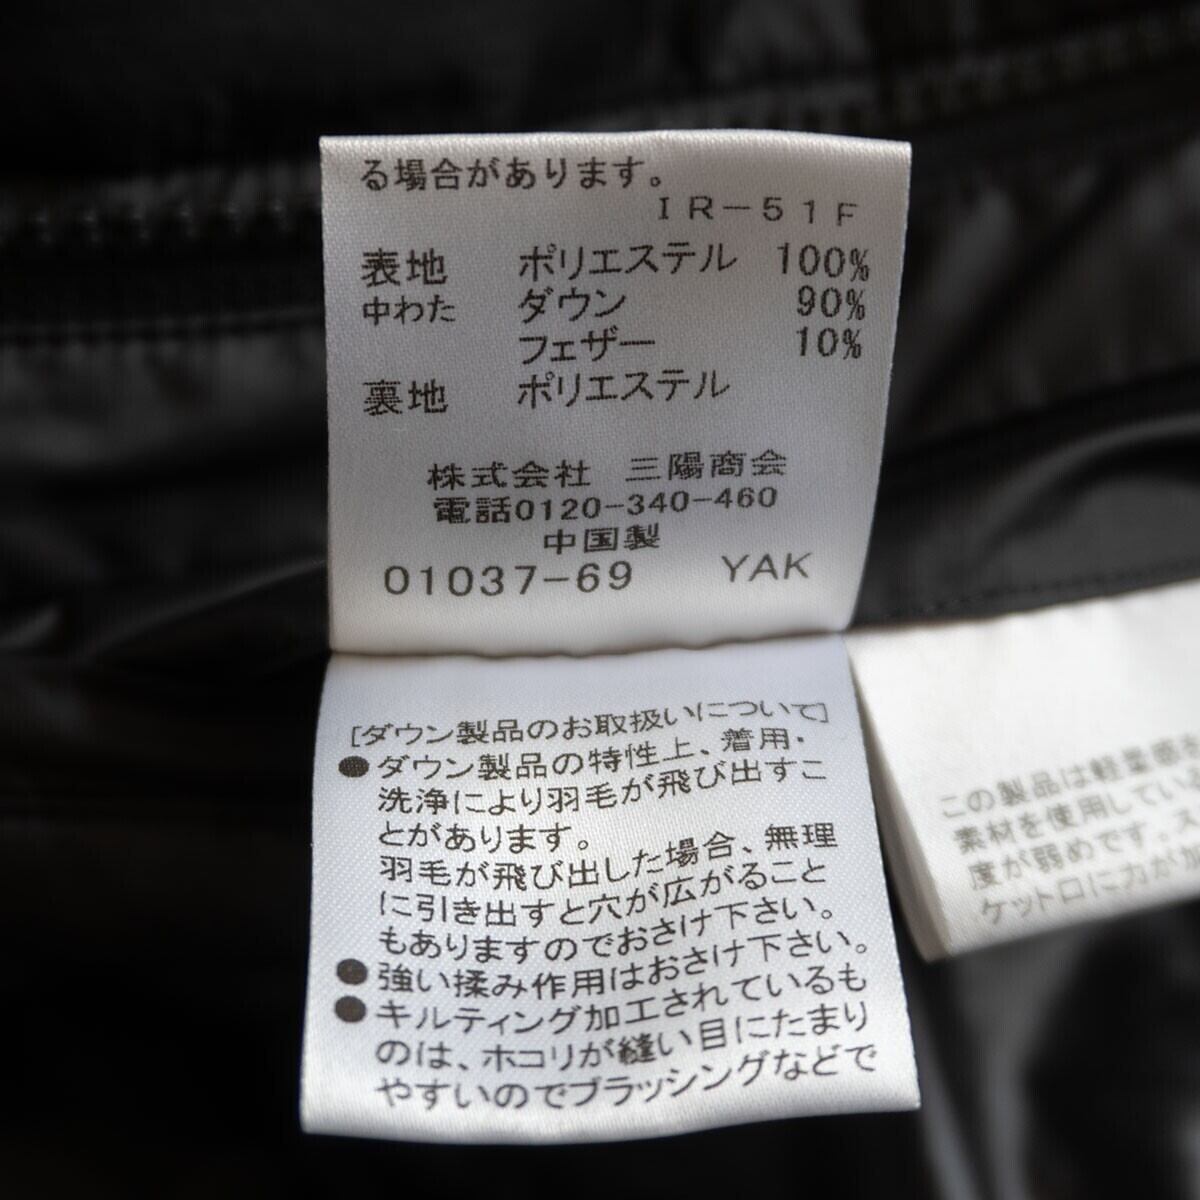 る場合があります。
IR-51F
表地 ポリエステル 100%
中わた ダウン 90%
フェザー 10%
裏地 ポリエステル
株式会社 三陽商会
電話0120-340-460
中国製
01037-69 YAK
[ダウン製品のお取扱いについて]
●ダウン製品の特性上、着用・
洗浄により羽毛が飛び出すこ
とがあります。
羽毛が飛び出した場合、無理
に引き出すと穴が広がること
もありますのでおさけ下さい。
●強い揉み作用はおさけ下さい。
●キルティング加工されているも
のは、ホコリが縫い目にたまり
やすいのでブラッシングなどで
この製品は軽量感
素材を使用してい
度が弱めです。ス
ケット口に力が加